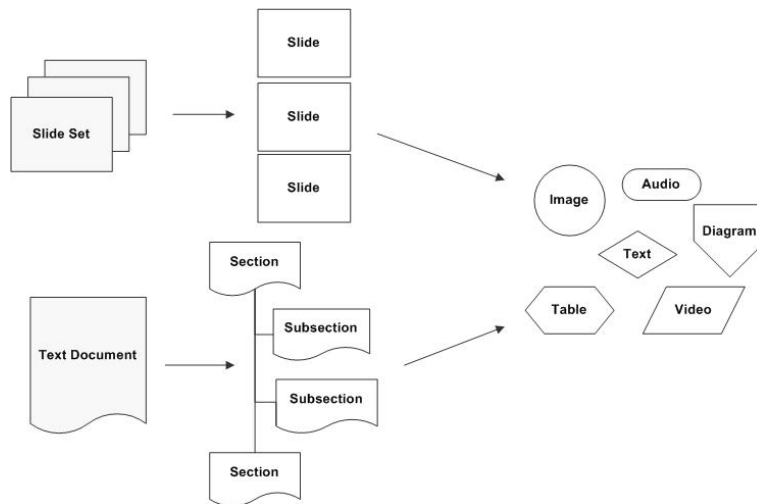 Slide
Slide Set
Slide
Slide
Image
Audio
Diagram
Text
Table
Video
Section
Subsection
Text Document
Subsection
Section